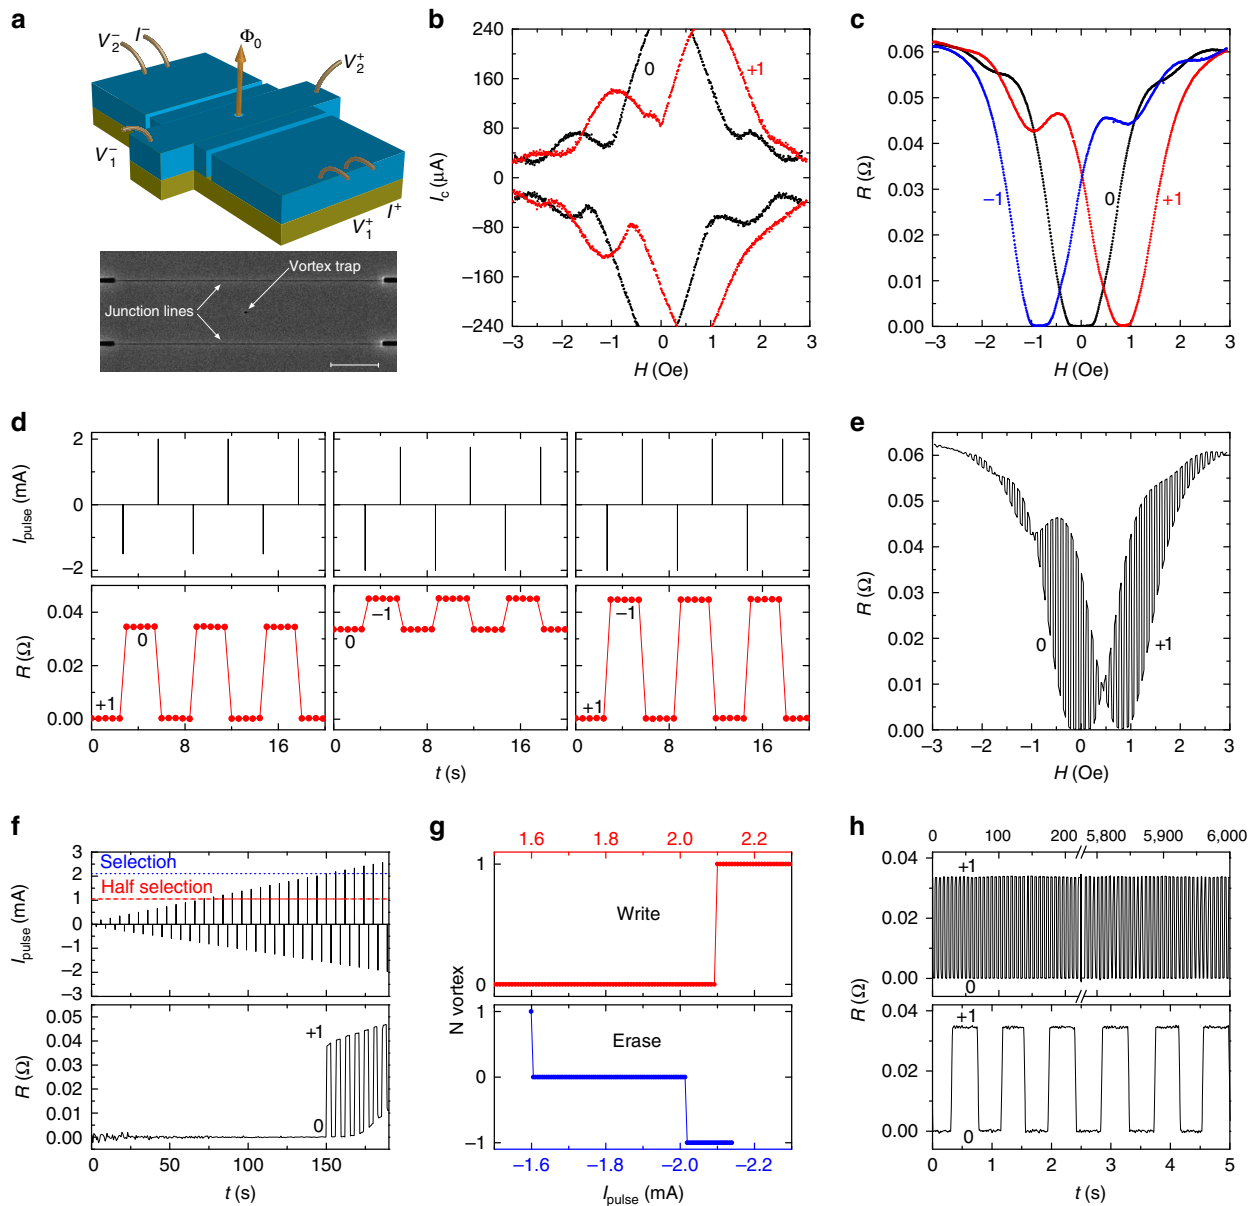 a
V2− I− Φ0 V2+
V1− I+ V1+
Vortex trap
Junction lines
b
240
160
80
0
−80
−160
−240
0 +1
Ic (μA)
−3 −2 −1 0 1 2 3
H (Oe)
c
0.06
0.05
0.04
0.03
0.02
0.01
0.00
R (Ω)
−1 0 +1
−3 −2 −1 0 1 2 3
H (Oe)
d
2
0
−2
Ipulse (mA)
0.04
0.02
0.00
R (Ω)
+1 0
0 −1
+1 −1
0 8 16 0 8 16 0 8 16
t (s)
e
0.06
0.05
0.04
0.03
0.02
0.01
0.00
R (Ω)
0 +1
−3 −2 −1 0 1 2 3
H (Oe)
f
3
2
1
0
−1
−2
−3
Ipulse (mA)
Selection
Half selection
0.05
0.04
0.03
0.02
0.01
0.00
R (Ω)
+1
0
0 50 100 150
t (s)
g
1.6 1.8 2.0 2.2
1
0
Write
N vortex
1
0
−1
Erase
−1.6 −1.8 −2.0 −2.2
Ipulse (mA)
h
0 100 200 5,800 5,900 6,000
0.04
0.02
0.00
+1
0
R (Ω)
0.04
0.02
0.00
+1
0
0 1 2 3 4 5
t (s)